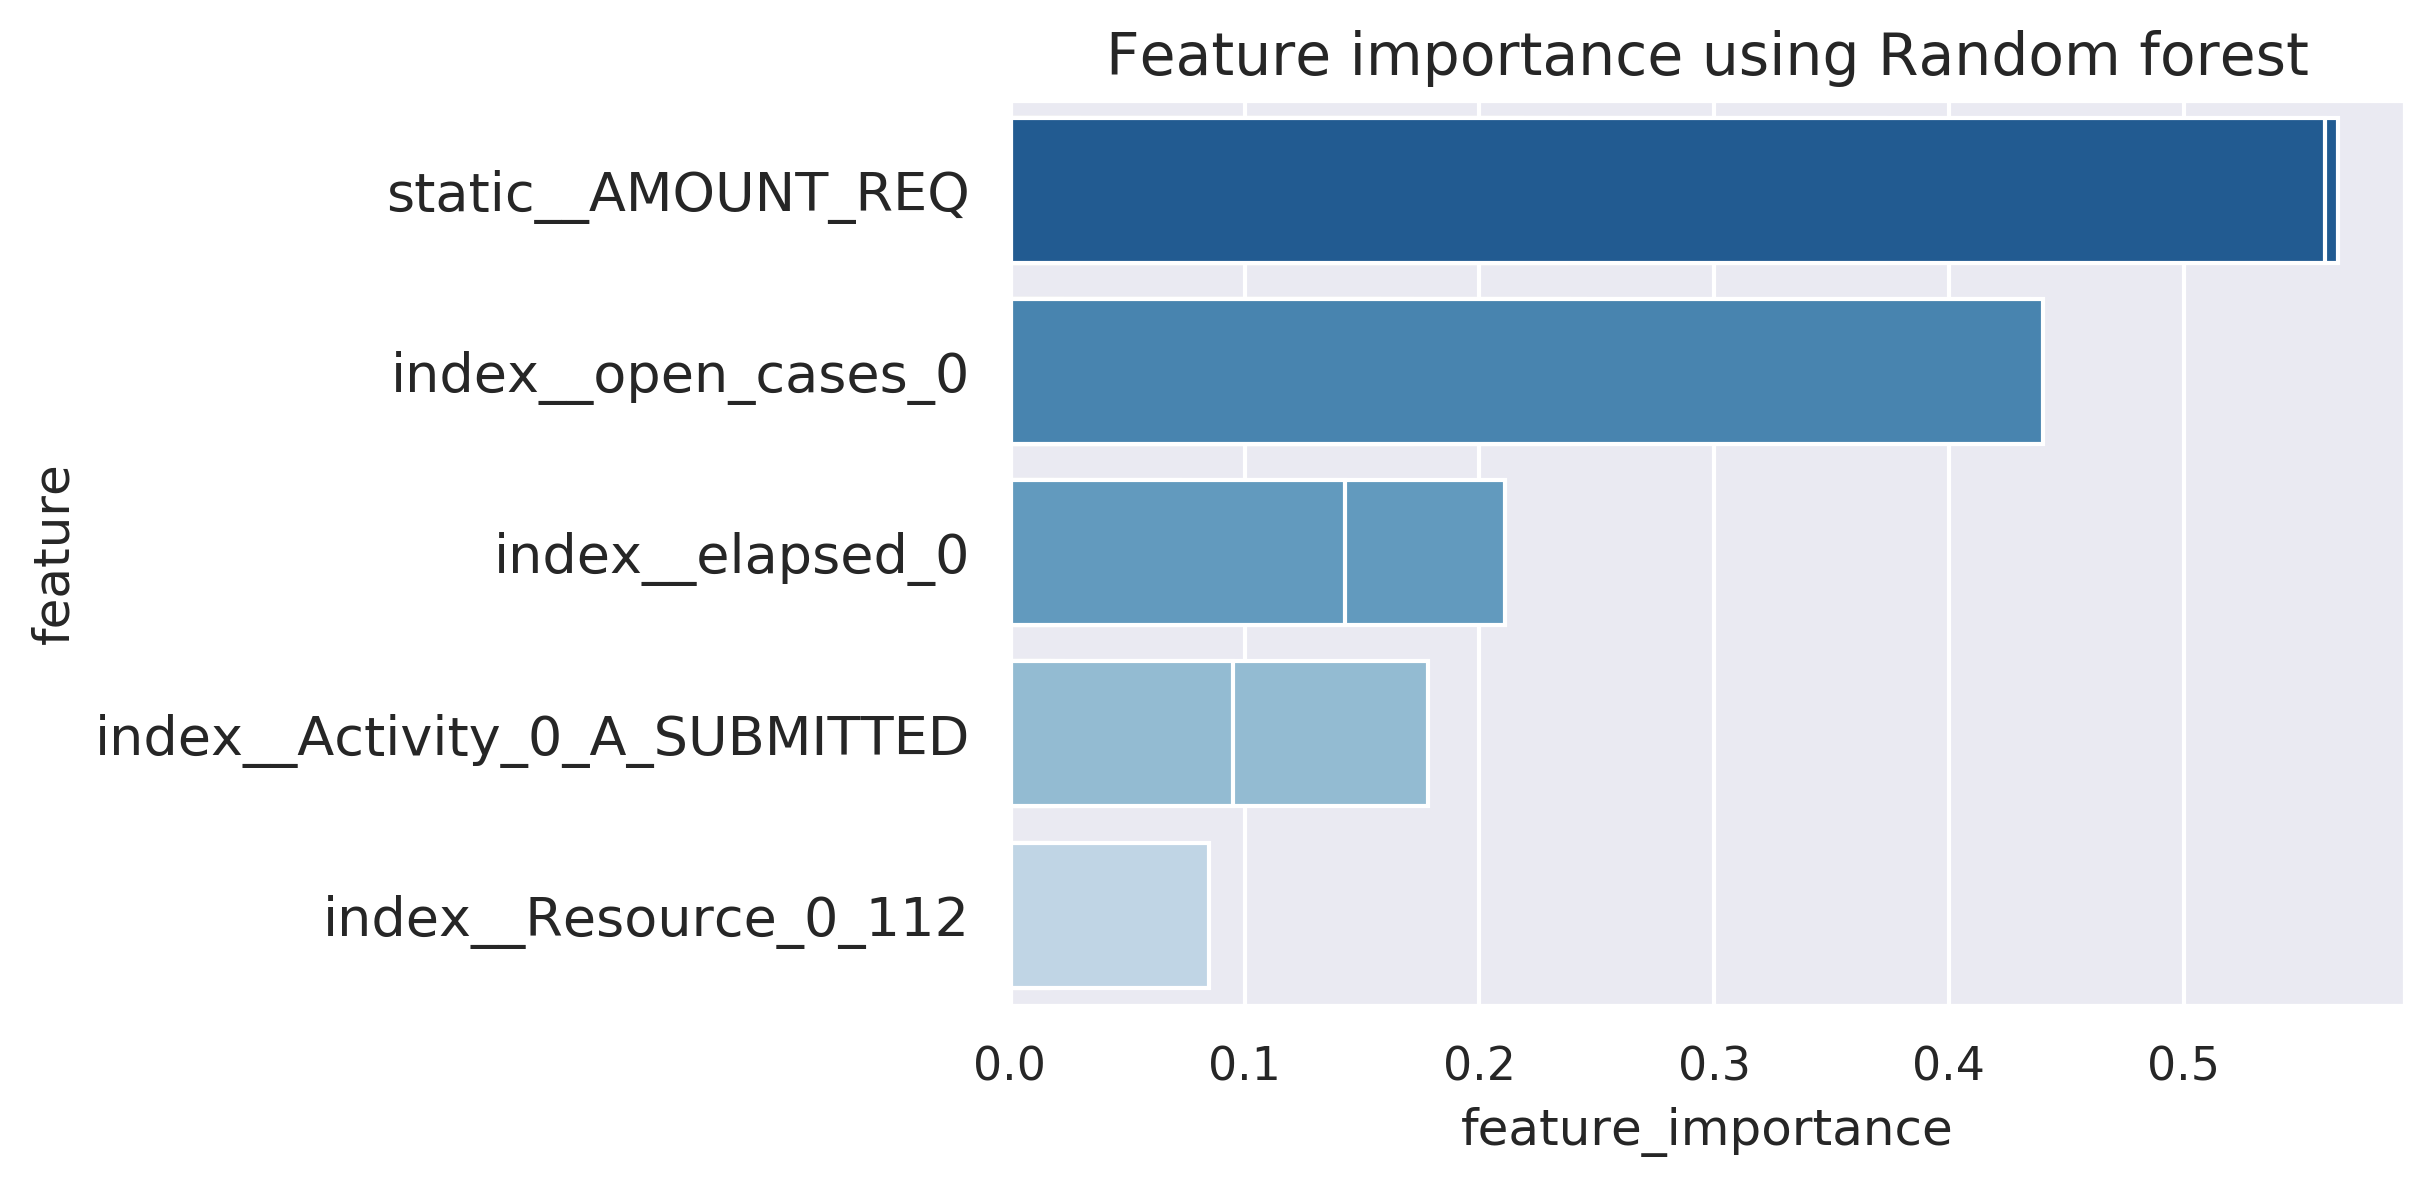 Feature importance using Random forest
feature
static__AMOUNT_REQ
index__open_cases_0
index__elapsed_0
index__Activity_0_A_SUBMITTED
index__Resource_0_112
0.0 0.1 0.2 0.3 0.4 0.5
feature_importance